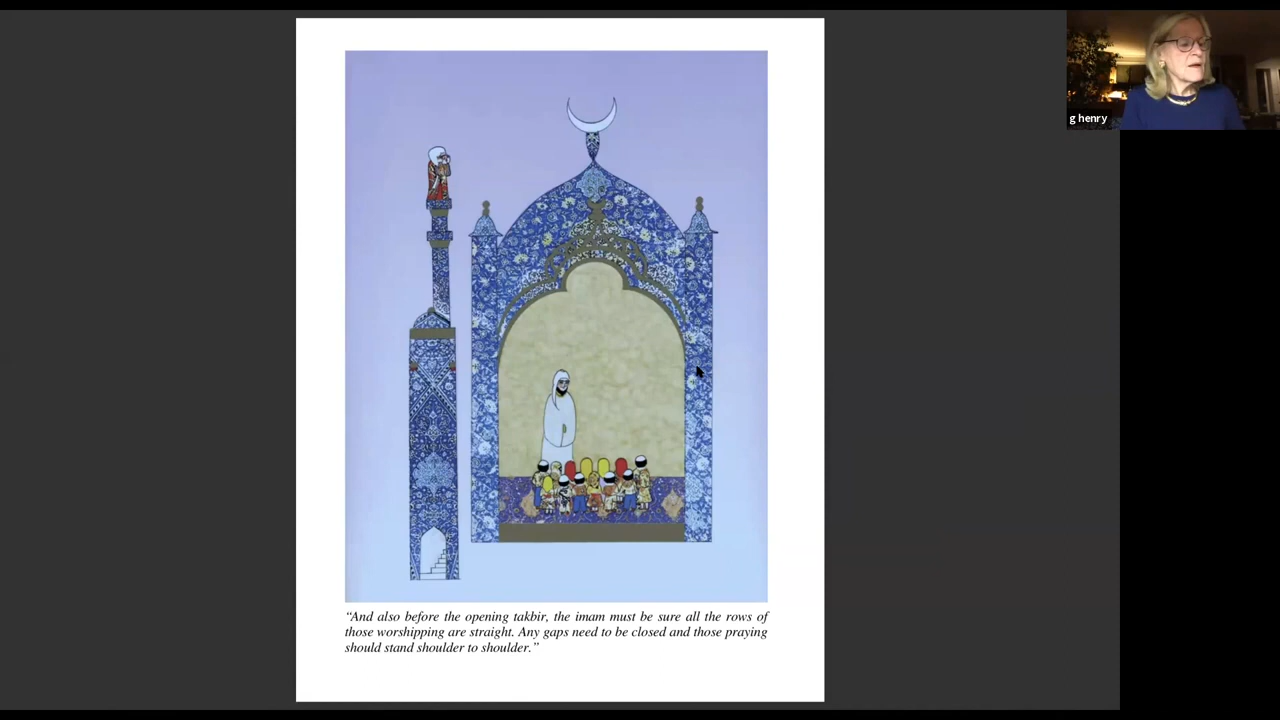 g henry
“And also before the opening takbir, the imam must be sure all the rows of
those worshipping are straight. Any gaps need to be closed and those praying
should stand shoulder to shoulder.”